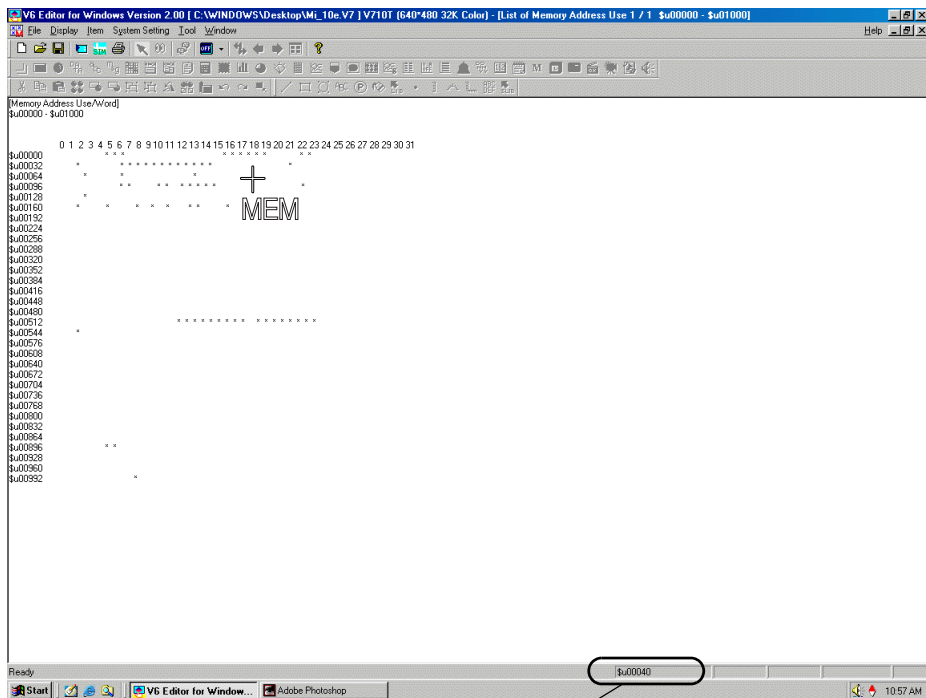 V6 Editor for Windows Version 2.00 [ C:\WINDOWS\Desktop\Mi_10e.V7 ] V710T (640*480 32K Color) - [List of Memory Address Use 1 / 1 $u00000 - $u01000]
File Display Item System Setting Tool Window Help
[Memory Address Use/Word]
$u00000 - $u01000
0 1 2 3 4 5 6 7 8 9 10 11 12 13 14 15 16 17 18 19 20 21 22 23 24 25 26 27 28 29 30 31
$u00000
$u00032
$u00064
$u00096
$u00128
$u00160
$u00192
MEM
$u00224
$u00256
$u00288
$u00320
$u00352
$u00384
$u00416
$u00448
$u00480
$u00512
$u00544
$u00576
$u00608
$u00640
$u00672
$u00704
$u00736
$u00768
$u00800
$u00832
$u00864
$u00896
$u00928
$u00960
$u00992
Ready $u00040
Start V6 Editor for Window... Adobe Photoshop 10:57 AM